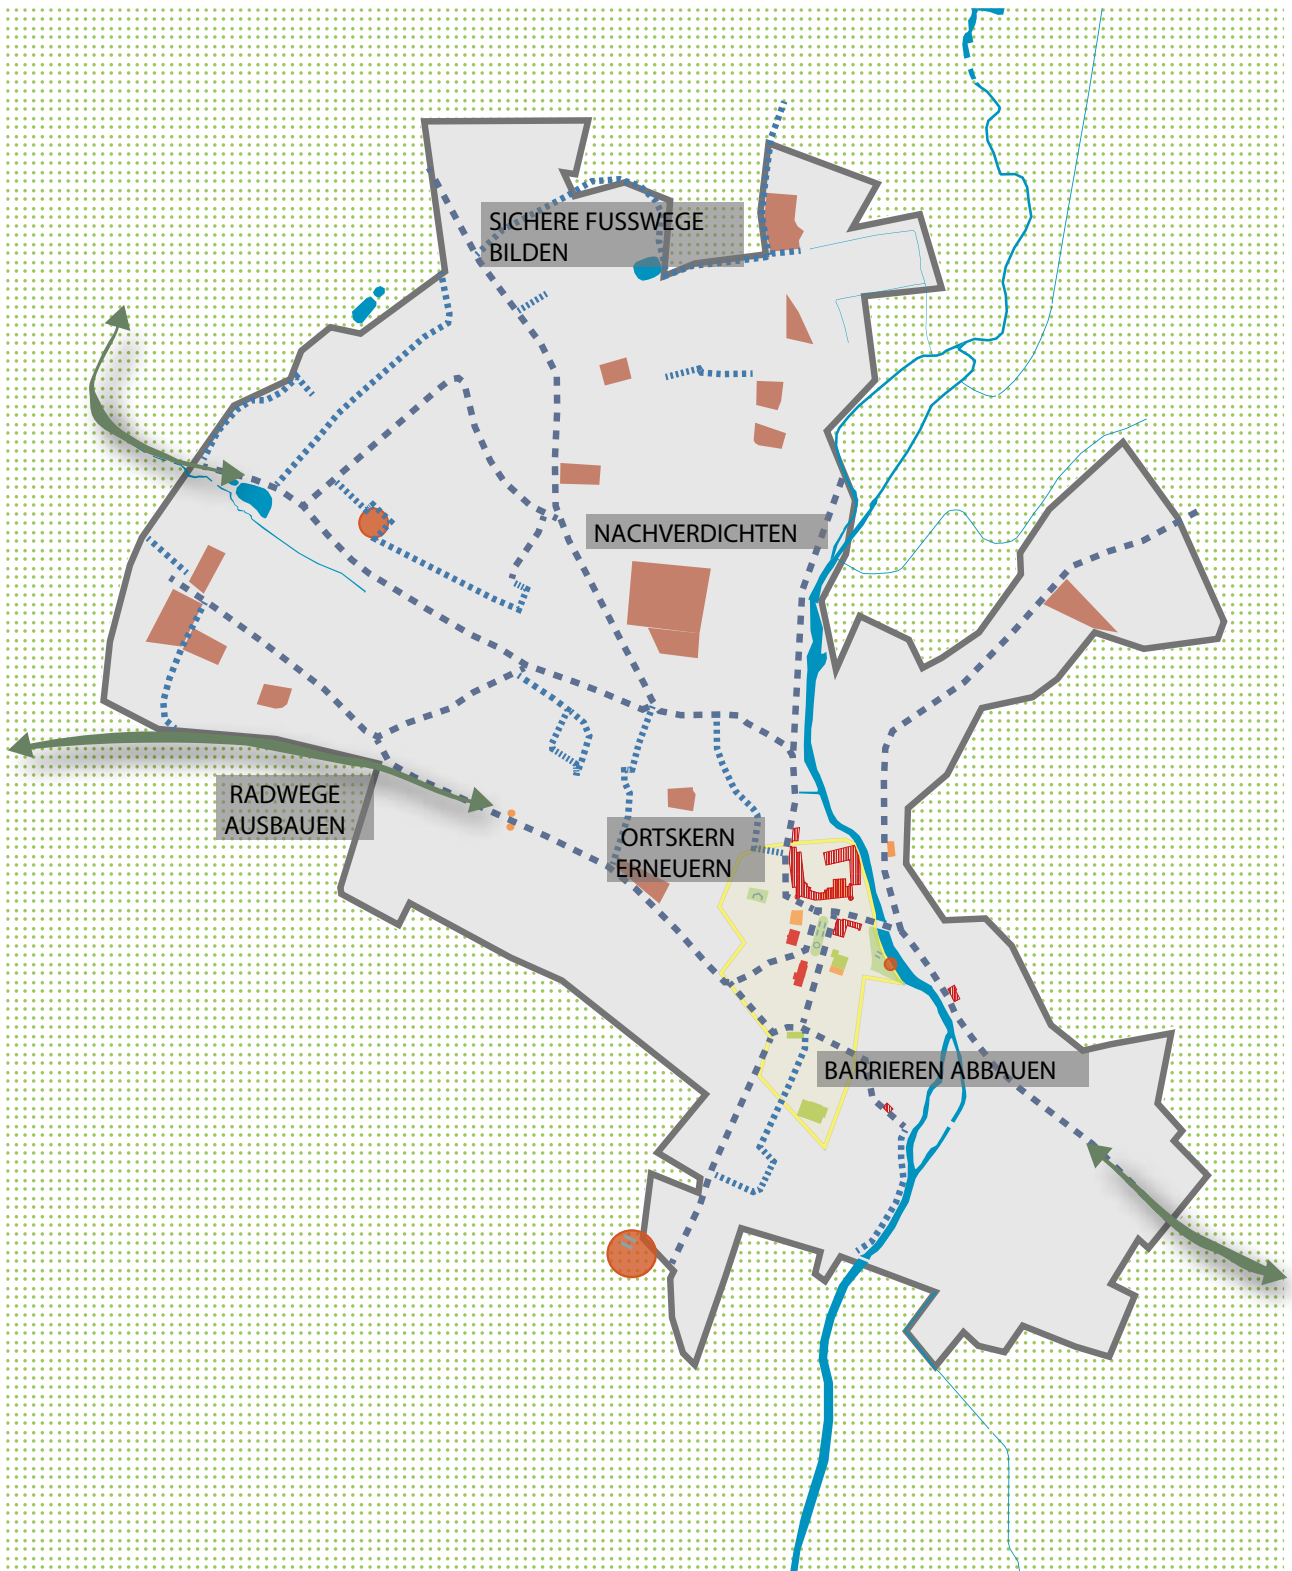 SICHERE FUSSWEGE
BILDEN
NACHVERDICHTEN
RADWEGE
AUSBAUEN
ORTSKERN
ERNEUERN
BARRIEREN ABBAUEN